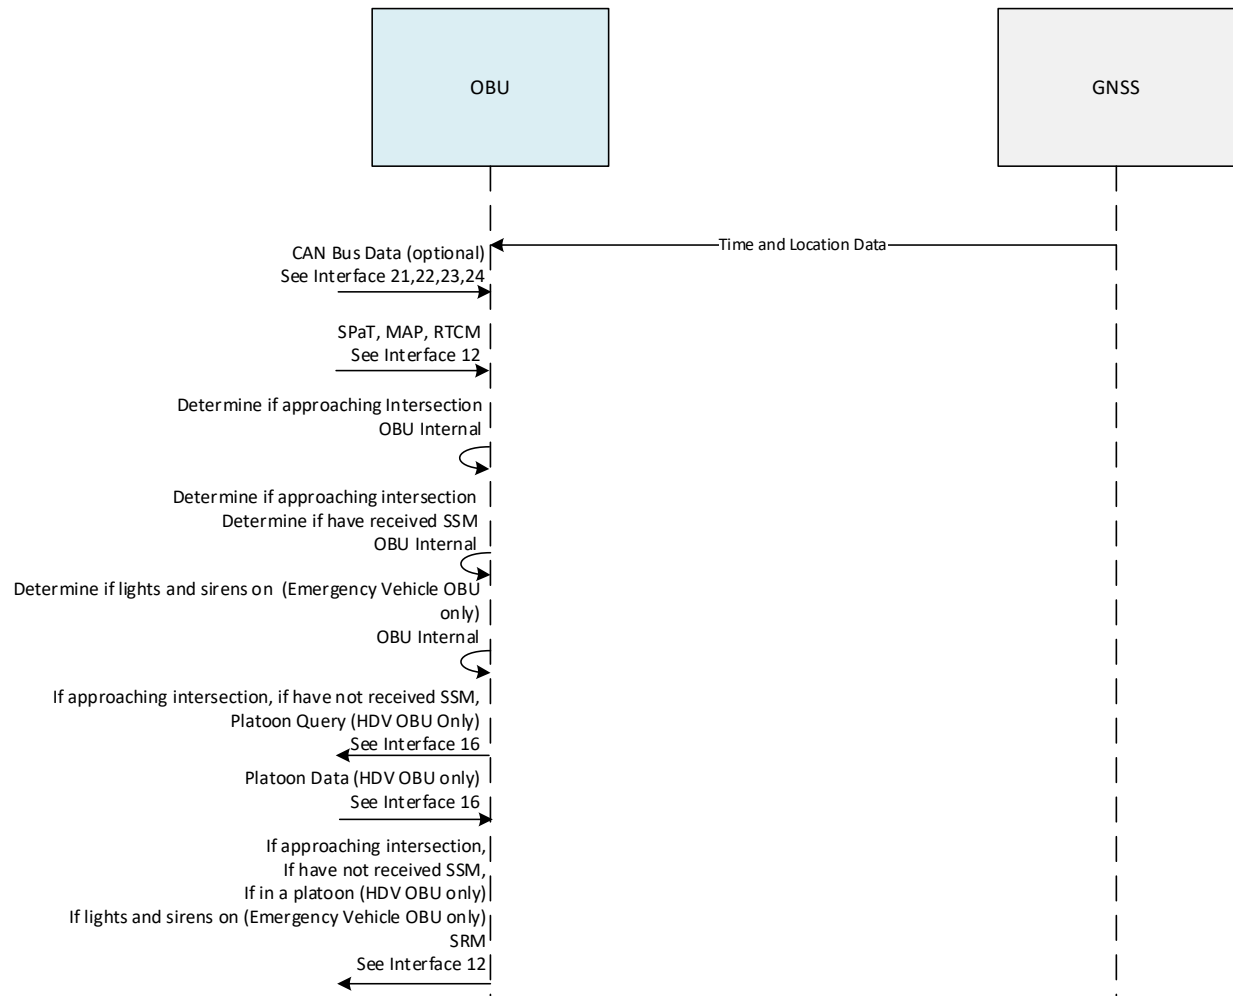 OBU
GNSS
Time and Location Data
CAN Bus Data (optional)
See Interface 21,22,23,24
SPaT, MAP, RTCM
See Interface 12
Determine if approaching Intersection
OBU Internal
Determine if approaching intersection
Determine if have received SSM
OBU Internal
Determine if lights and sirens on (Emergency Vehicle OBU
only)
OBU Internal
If approaching intersection, if have not received SSM,
Platoon Query (HDV OBU Only)
See Interface 16
Platoon Data (HDV OBU only)
See Interface 16
If approaching intersection,
If have not received SSM,
If in a platoon (HDV OBU only)
If lights and sirens on (Emergency Vehicle OBU only)
SRM
See Interface 12